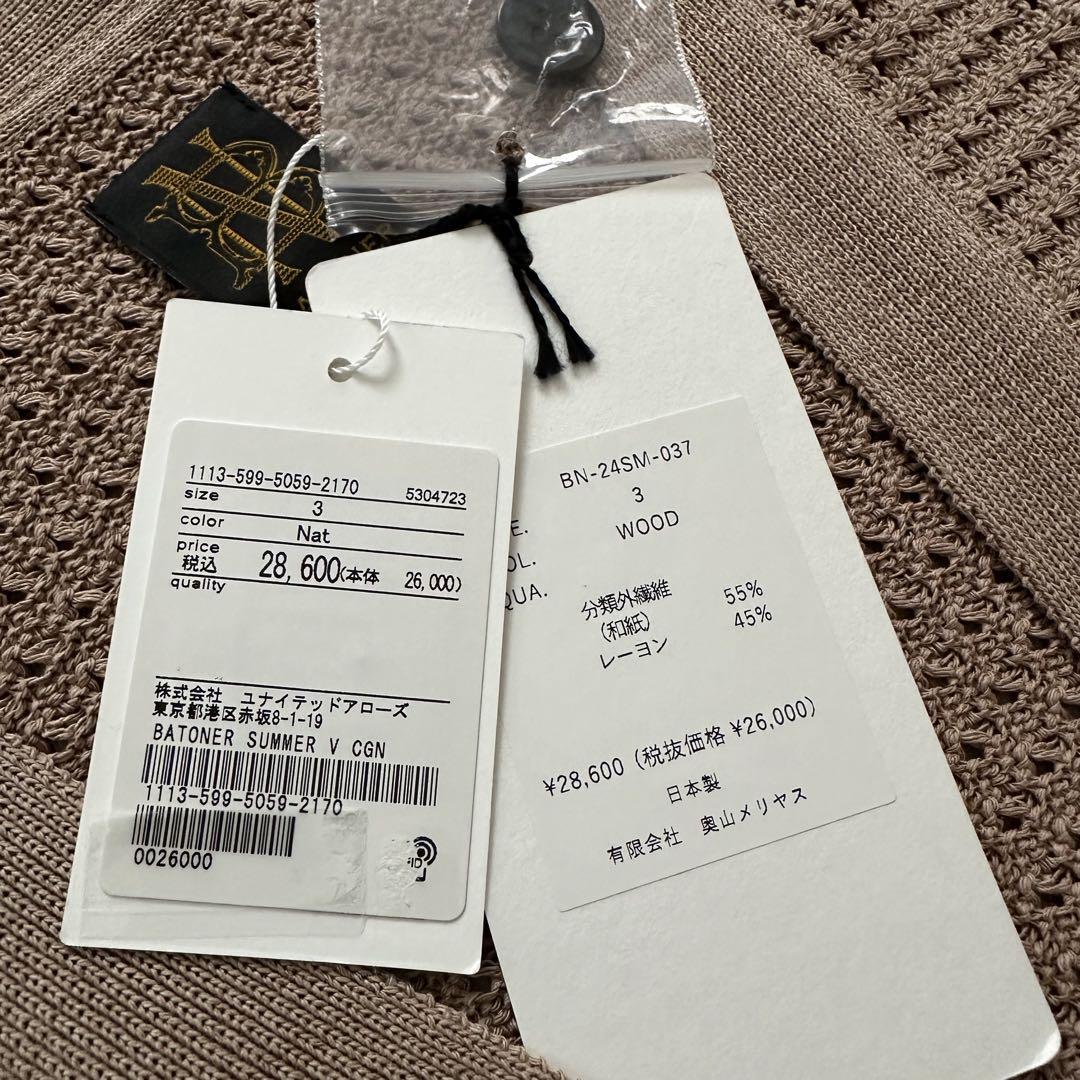 1113-599-5059-2170 5304723
size 3
color Nat
price
税込 28,600(本体 26,000)
quality
株式会社 ユナイテッドアローズ
東京都港区赤坂8-1-19
BATONER SUMMER V CGN
1113-599-5059-2170
0026000
BN-24SM-037
E. 3
OL. WOOD
QUA. 分類外繊維 55%
(和紙)
レーヨン 45%
¥28,600 (税抜価格 ¥26,000)
日本製
有限会社 奥山メリヤス